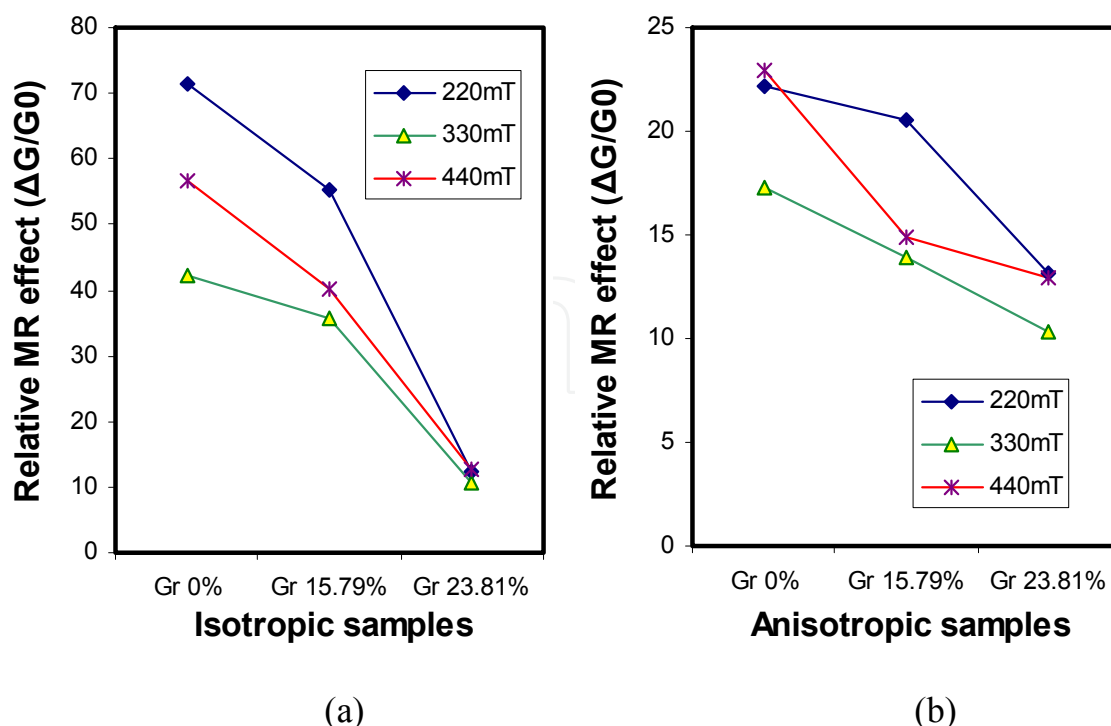 Relative MR effect (ΔG/G0)
80
70
60
50
40
30
20
10
0
220mT
330mT
440mT
Gr 0% Gr 15.79% Gr 23.81%
Isotropic samples
(a)
Relative MR effect (ΔG/G0)
25
20
15
10
5
0
220mT
330mT
440mT
Gr 0% Gr 15.79% Gr 23.81%
Anisotropic samples
(b)